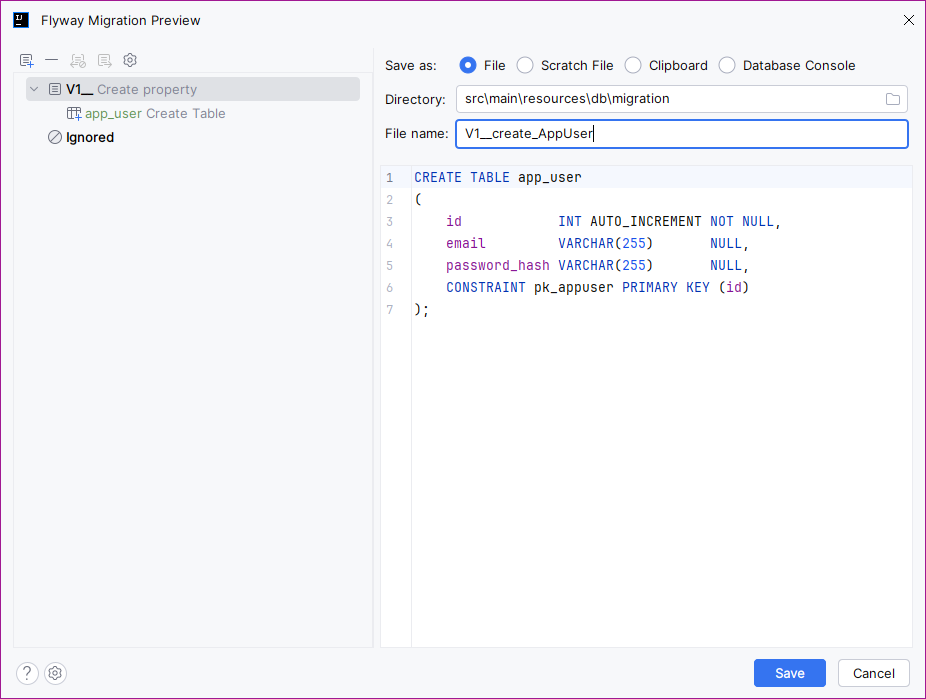 Flyway Migration Preview
V1__ Create property
app_user Create Table
Ignored
Save as: File Scratch File Clipboard Database Console
Directory: src\main\resources\db\migration
File name: V1__create_AppUser
1 CREATE TABLE app_user
2 (
3 id INT AUTO_INCREMENT NOT NULL,
4 email VARCHAR(255) NULL,
5 password_hash VARCHAR(255) NULL,
6 CONSTRAINT pk_appuser PRIMARY KEY (id)
7 );
? Save Cancel